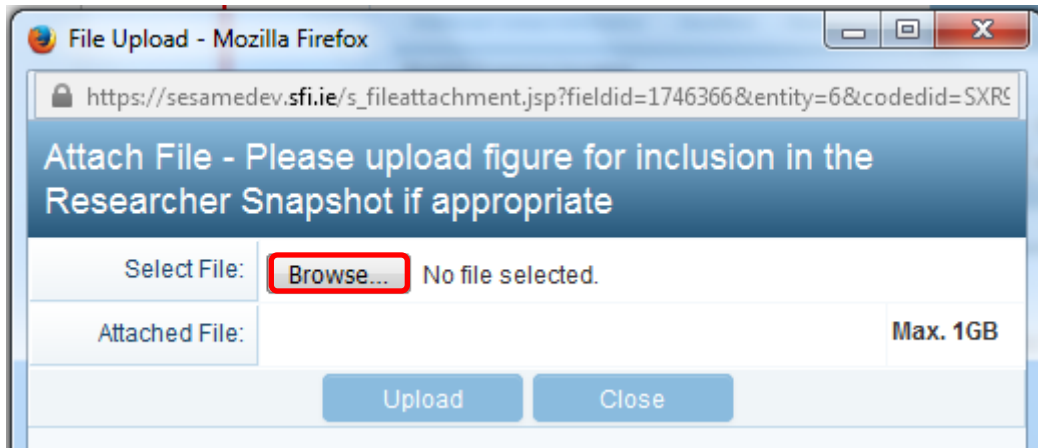 File Upload - Mozilla Firefox
https://sesamedev.sfi.ie/s_fileattachment.jsp?fieldid=1746366&entity=6&codedid=SXR9
Attach File - Please upload figure for inclusion in the
Researcher Snapshot if appropriate
Select File: Browse... No file selected.
Attached File: Max. 1GB
Upload Close